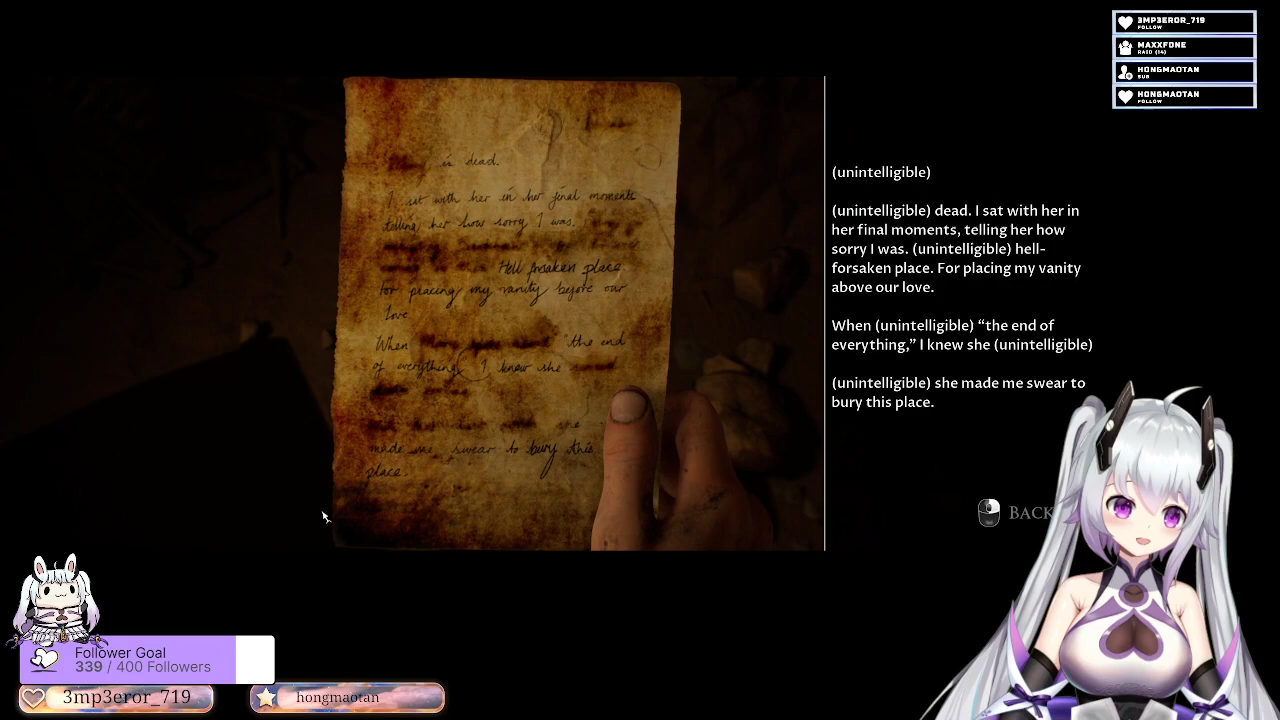 3MP3EROR_719
FOLLOW
MAXXFONE
RAID (14)
HONGMAOTAN
SUB
HONGMAOTAN
FOLLOW
is dead.
I sat with her in her final moments
telling her how sorry I was.
Hell forsaken place.
for placing my vanity before our
love
When "the end
of everything, I knew she
she
made me swear to bury this
place.
(unintelligible)
(unintelligible) dead. I sat with her in
her final moments, telling her how
sorry I was. (unintelligible) hell-
forsaken place. For placing my vanity
above our love.
When (unintelligible) “the end of
everything,” I knew she (unintelligible)
(unintelligible) she made me swear to
bury this place.
BACK
Follower Goal
339 / 400 Followers
3mp3eror_719
hongmaotan